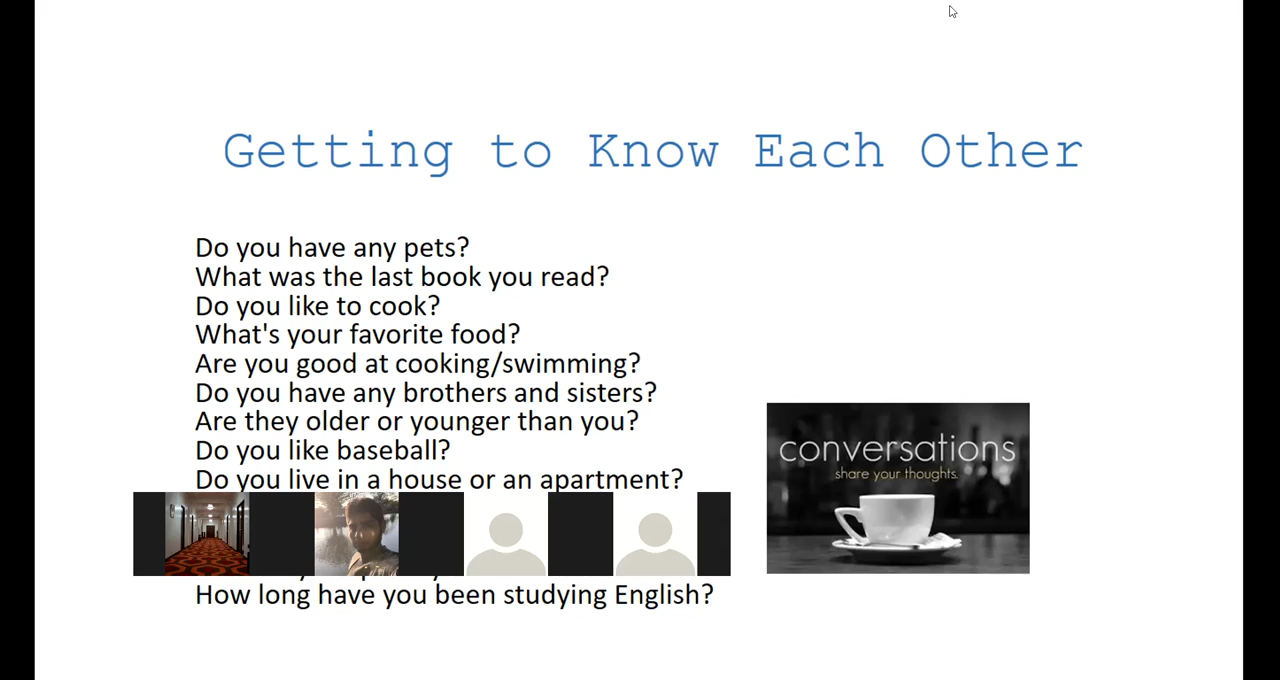 Getting to Know Each Other
Do you have any pets?
What was the last book you read?
Do you like to cook?
What's your favorite food?
Are you good at cooking/swimming?
Do you have any brothers and sisters?
Are they older or younger than you?
Do you like baseball?
Do you live in a house or an apartment?
How long have you been studying English?
conversations
share your thoughts.